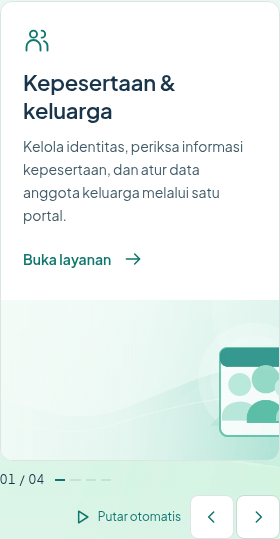 Kepesertaan &
keluarga
Kelola identitas, periksa informasi
kepesertaan, dan atur data
anggota keluarga melalui satu
portal.
Buka layanan
01 / 04
Putar otomatis